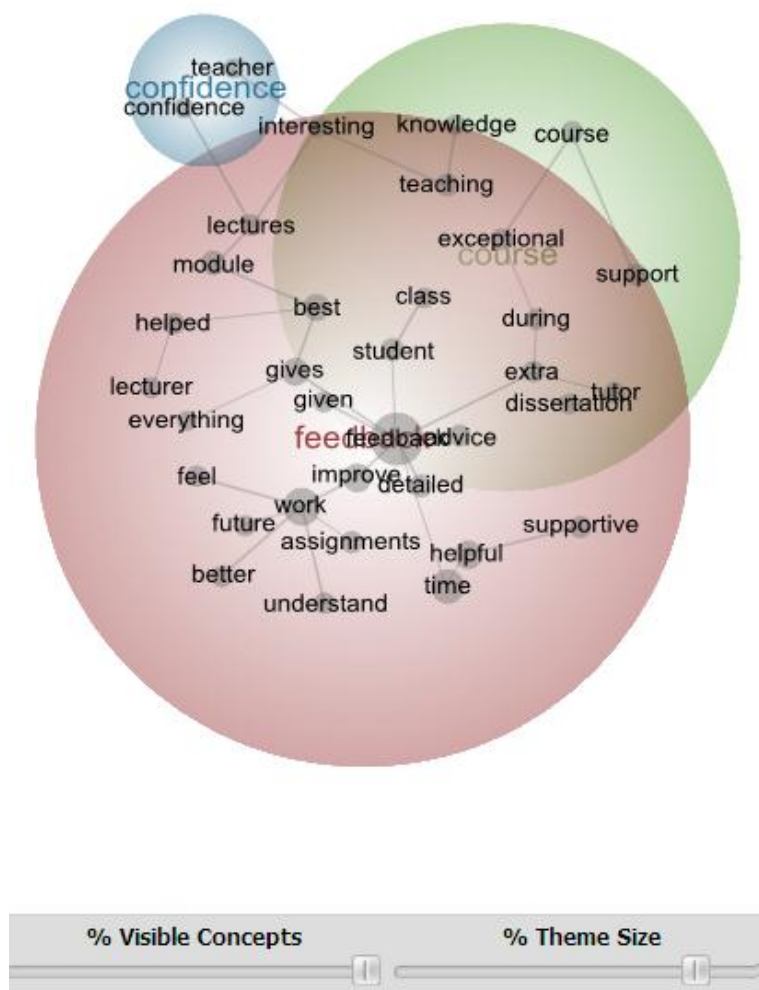 teacher
confidence
confidence
interesting
knowledge
course
teaching
lectures
exceptional
course
module
support
class
best
during
helped
student
gives
extra
lecturer
given
tutor
dissertation
everything
feedback
feedback
advice
feel
improve
detailed
work
future
supportive
assignments
helpful
better
time
understand
% Visible Concepts
% Theme Size